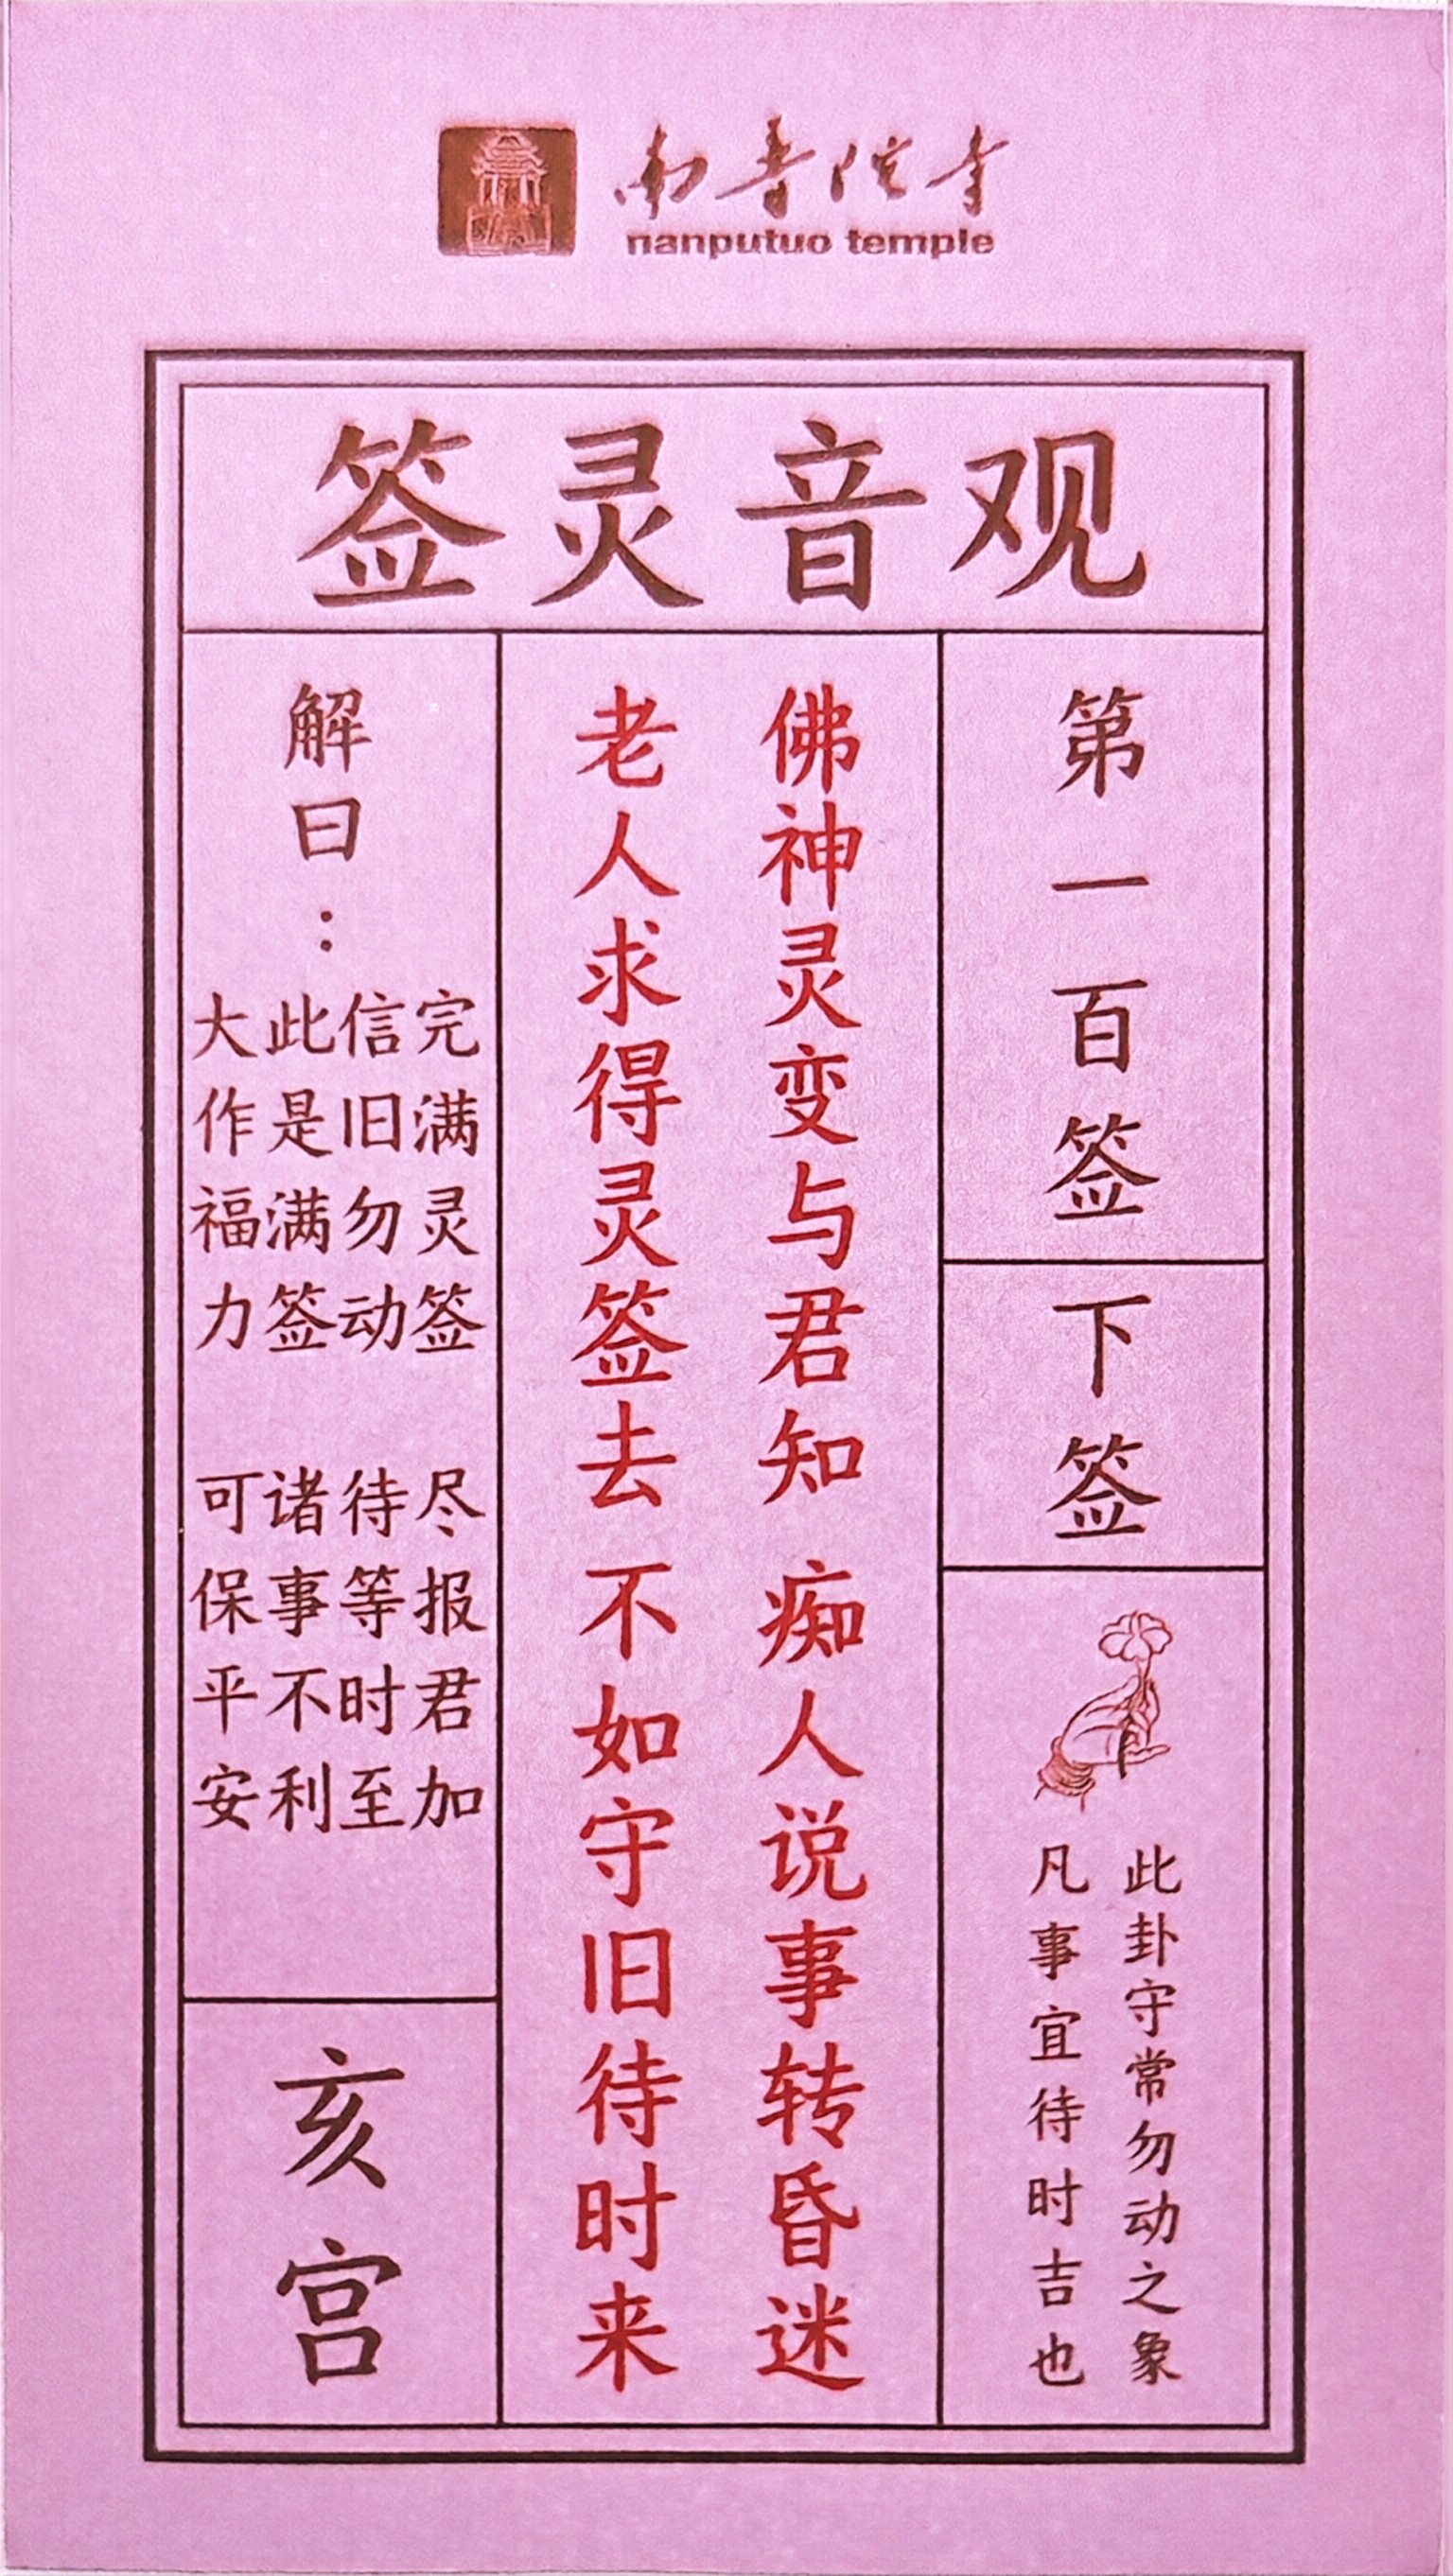 南普陀寺
nanputuo temple
观音灵签
第一百签
下签
此卦守常勿动之象
凡事宜待时吉也
佛神灵变与君知 痴人说事转昏迷
老人求得灵签去 不如守旧待时来
解曰：
完满灵签 尽报君加
信旧勿动 待等时至
此是满签 诸事不利
大作福力 可保平安
亥宫